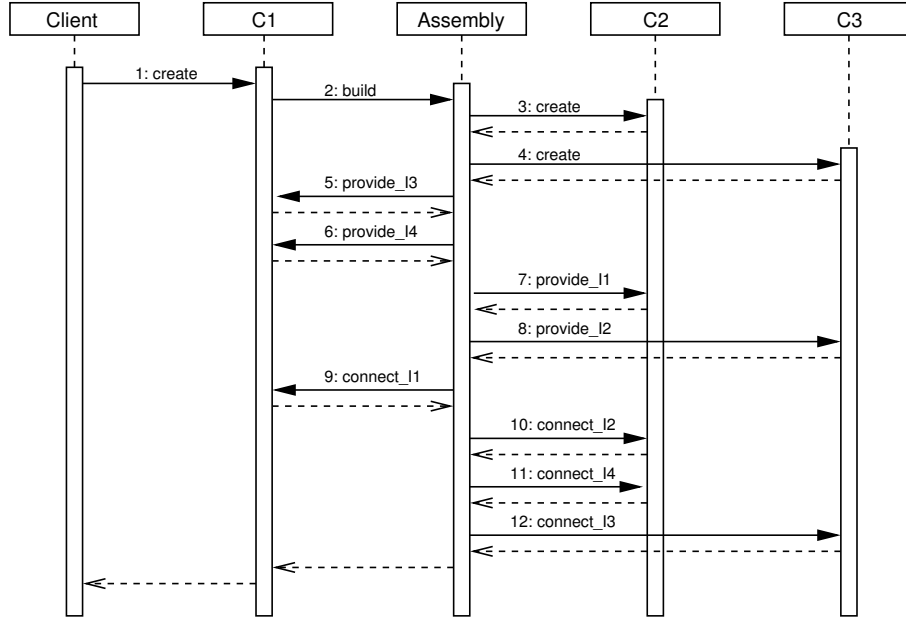 Client
C1
Assembly
C2
C3
1: create
2: build
3: create
4: create
5: provide_I3
6: provide_I4
7: provide_I1
8: provide_I2
9: connect_I1
10: connect_I2
11: connect_I4
12: connect_I3